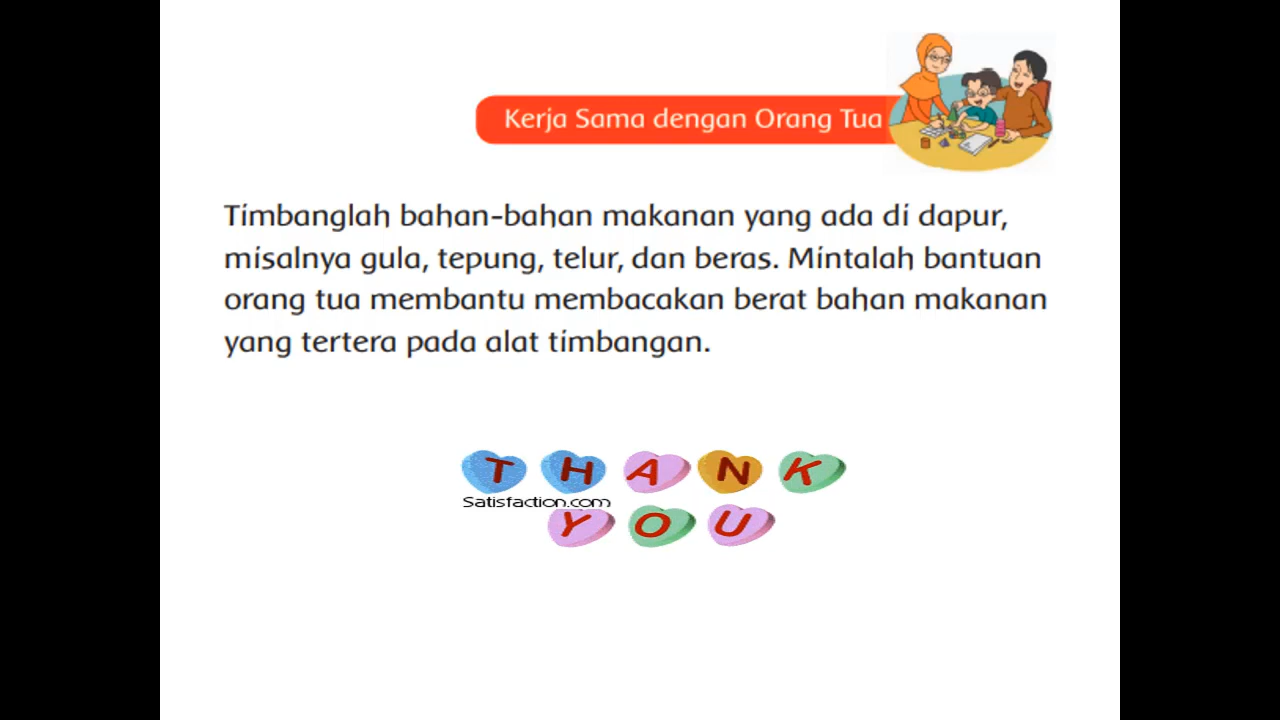 Kerja Sama dengan Orang Tua
Timbanglah bahan-bahan makanan yang ada di dapur,
misalnya gula, tepung, telur, dan beras. Mintalah bantuan
orang tua membantu membacakan berat bahan makanan
yang tertera pada alat timbangan.
THANK
Satisfaction.com
YOU